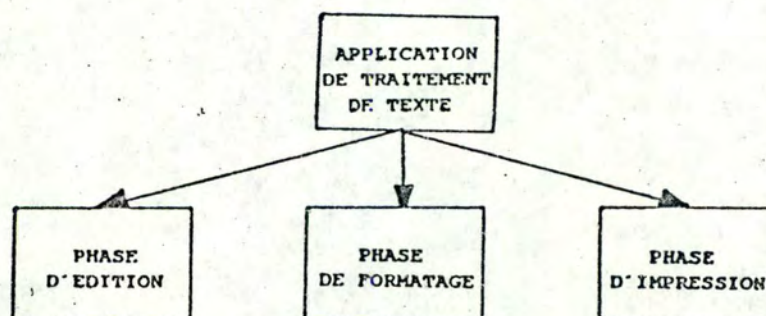 APPLICATION
DE TRAITEMENT
DE TEXTE
PHASE
D'EDITION
PHASE
DE FORMATAGE
PHASE
D'IMPRESSION